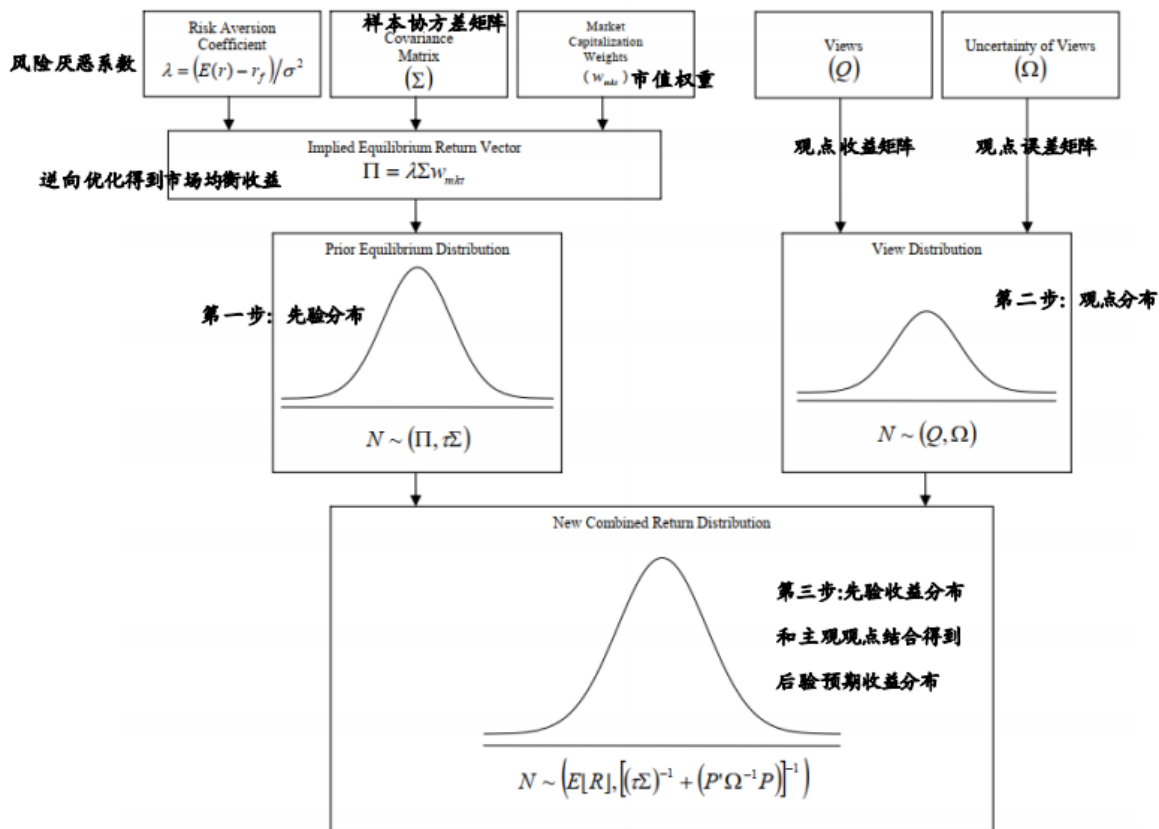 Risk Aversion
Coefficient
λ = (E(r) − r_f)/σ²
风险厌恶系数
样本协方差矩阵
Covariance
Matrix
(Σ)
Market
Capitalization
Weights
(w_mkt) 市值权重
Views
(Q)
Uncertainty of Views
(Ω)
Implied Equilibrium Return Vector
Π = λΣw_mkt
逆向优化得到市场均衡收益
观点收益矩阵
观点误差矩阵
Prior Equilibrium Distribution
第一步：先验分布
N ~ (Π, τΣ)
View Distribution
第二步：观点分布
N ~ (Q, Ω)
New Combined Return Distribution
第三步:先验收益分布
和主观观点结合得到
后验预期收益分布
N ~ (E[R], [(τΣ)⁻¹ + (P'Ω⁻¹P)]⁻¹)